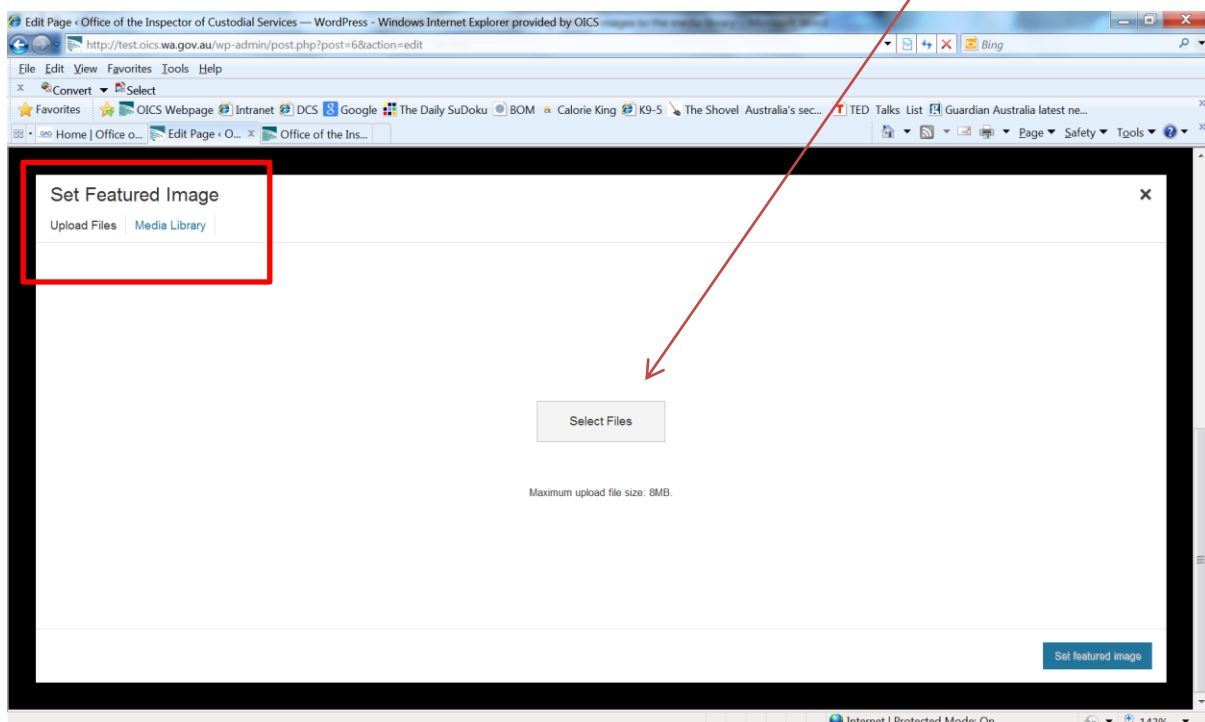 Edit Page ‹ Office of the Inspector of Custodial Services — WordPress - Windows Internet Explorer provided by OICS
http://test.oics.wa.gov.au/wp-admin/post.php?post=6&action=edit
Bing
File Edit View Favorites Tools Help
x Convert Select
Favorites OICS Webpage Intranet DCS Google The Daily SuDoku BOM Calorie King K9-5 The Shovel Australia's sec... TED Talks List Guardian Australia latest ne...
Home | Office o... Edit Page ‹ O... x Office of the Ins... Page Safety Tools
Set Featured Image
Upload Files Media Library
Select Files
Maximum upload file size: 8MB.
Set featured image
Internet | Protected Mode: On